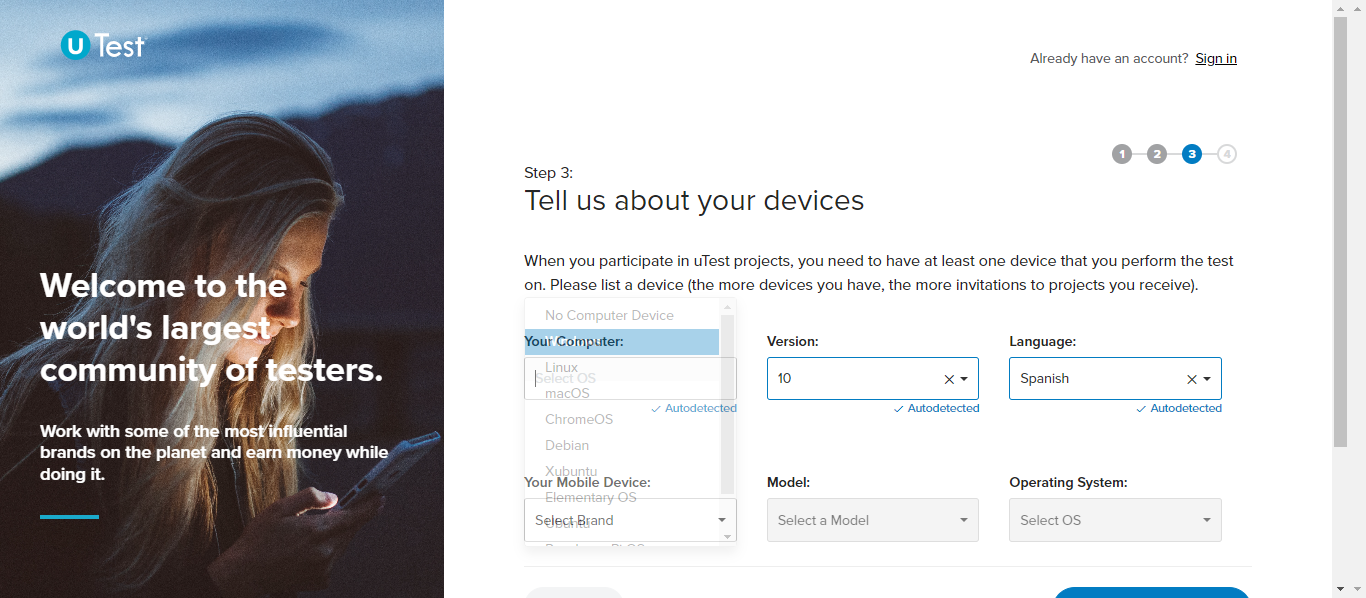 uTest
Welcome to the
world's largest
community of testers.
Work with some of the most influential
brands on the planet and earn money while
doing it.
Already have an account? Sign in
1 2 3 4
Step 3:
Tell us about your devices
When you participate in uTest projects, you need to have at least one device that you perform the test
on. Please list a device (the more devices you have, the more invitations to projects you receive).
No Computer Device
Your Computer:
Linux
Select OS
macOS
Autodetected
ChromeOS
Debian
Xubuntu
Your Mobile Device:
Elementary OS
Select Brand
Ubuntu
Version:
10
Autodetected
Language:
Spanish
Autodetected
Model:
Select a Model
Operating System:
Select OS